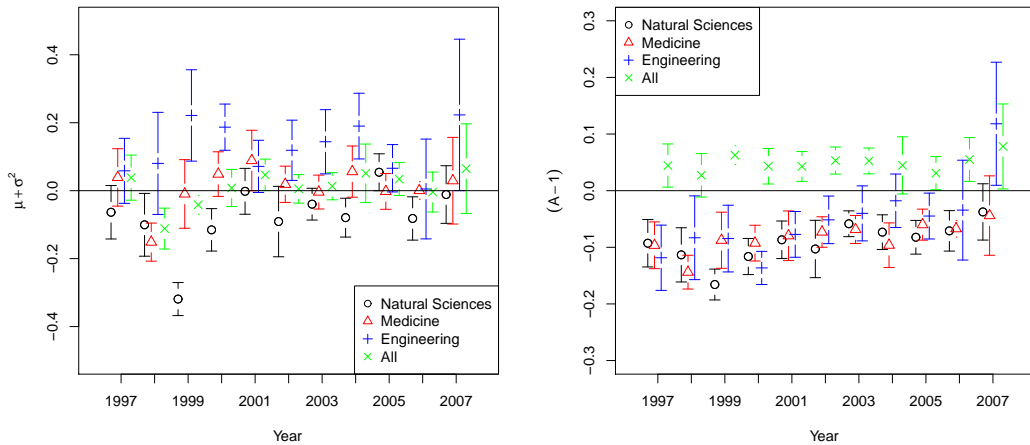 0.4
0.2
0.0
−0.2
−0.4
μ + σ²
Natural Sciences
Medicine
Engineering
All
1997 1999 2001 2003 2005 2007
Year
0.3
0.2
0.1
0.0
−0.1
−0.2
−0.3
(A − 1)
Natural Sciences
Medicine
Engineering
All
1997 1999 2001 2003 2005 2007
Year